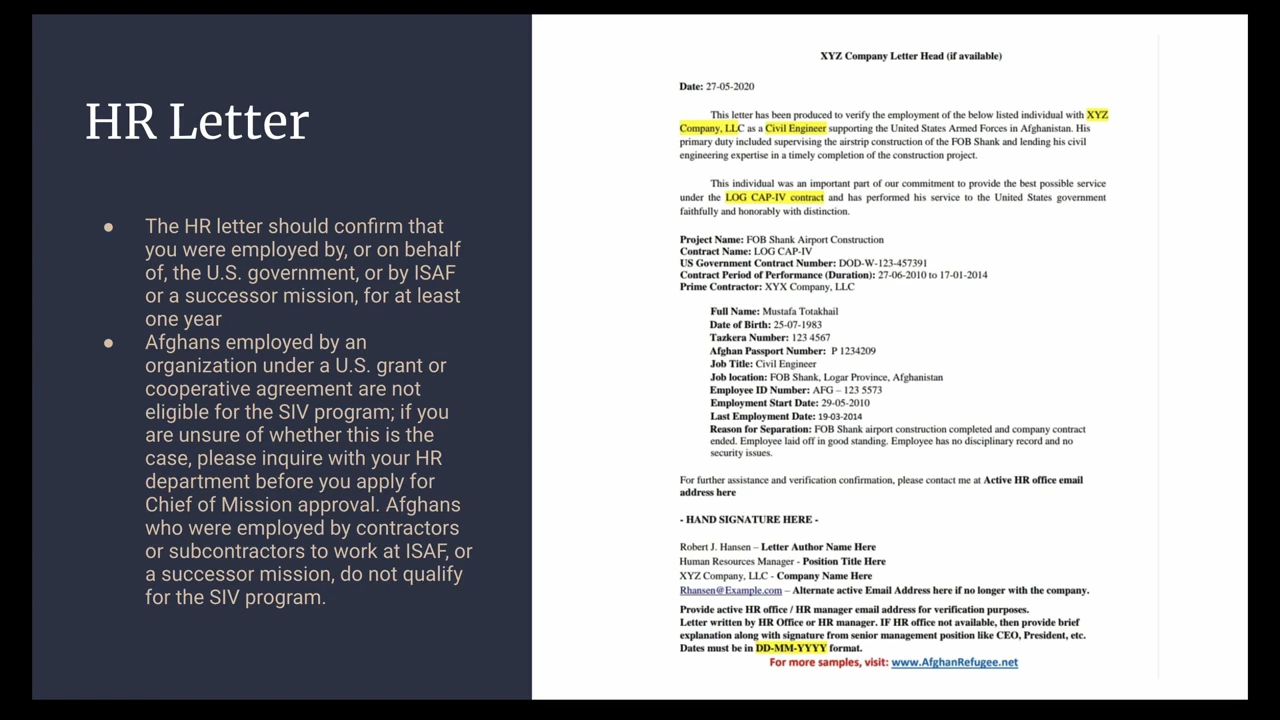 HR Letter
● The HR letter should confirm that
you were employed by, or on behalf
of, the U.S. government, or by ISAF
or a successor mission, for at least
one year
● Afghans employed by an
organization under a U.S. grant or
cooperative agreement are not
eligible for the SIV program; if you
are unsure of whether this is the
case, please inquire with your HR
department before you apply for
Chief of Mission approval. Afghans
who were employed by contractors
or subcontractors to work at ISAF, or
a successor mission, do not qualify
for the SIV program.
XYZ Company Letter Head (if available)
Date: 27-05-2020
This letter has been produced to verify the employment of the below listed individual with XYZ
Company, LLC as a Civil Engineer supporting the United States Armed Forces in Afghanistan. His
primary duty included supervising the airstrip construction of the FOB Shank and lending his civil
engineering expertise in a timely completion of the construction project.
This individual was an important part of our commitment to provide the best possible service
under the LOG CAP-IV contract and has performed his service to the United States government
faithfully and honorably with distinction.
Project Name: FOB Shank Airport Construction
Contract Name: LOG CAP-IV
US Government Contract Number: DOD-W-123-457391
Contract Period of Performance (Duration): 27-06-2010 to 17-01-2014
Prime Contractor: XYX Company, LLC
Full Name: Mustafa Totakhail
Date of Birth: 25-07-1983
Tazkera Number: 123 4567
Afghan Passport Number: P 1234209
Job Title: Civil Engineer
Job location: FOB Shank, Logar Province, Afghanistan
Employee ID Number: AFG – 123 5573
Employment Start Date: 29-05-2010
Last Employment Date: 19-03-2014
Reason for Separation: FOB Shank airport construction completed and company contract
ended. Employee laid off in good standing. Employee has no disciplinary record and no
security issues.
For further assistance and verification confirmation, please contact me at Active HR office email
address here
- HAND SIGNATURE HERE -
Robert J. Hansen – Letter Author Name Here
Human Resources Manager - Position Title Here
XYZ Company, LLC - Company Name Here
Rhansen@Example.com – Alternate active Email Address here if no longer with the company.
Provide active HR office / HR manager email address for verification purposes.
Letter written by HR Office or HR manager. IF HR office not available, then provide brief
explanation along with signature from senior management position like CEO, President, etc.
Dates must be in DD-MM-YYYY format.
For more samples, visit: www.AfghanRefugee.net